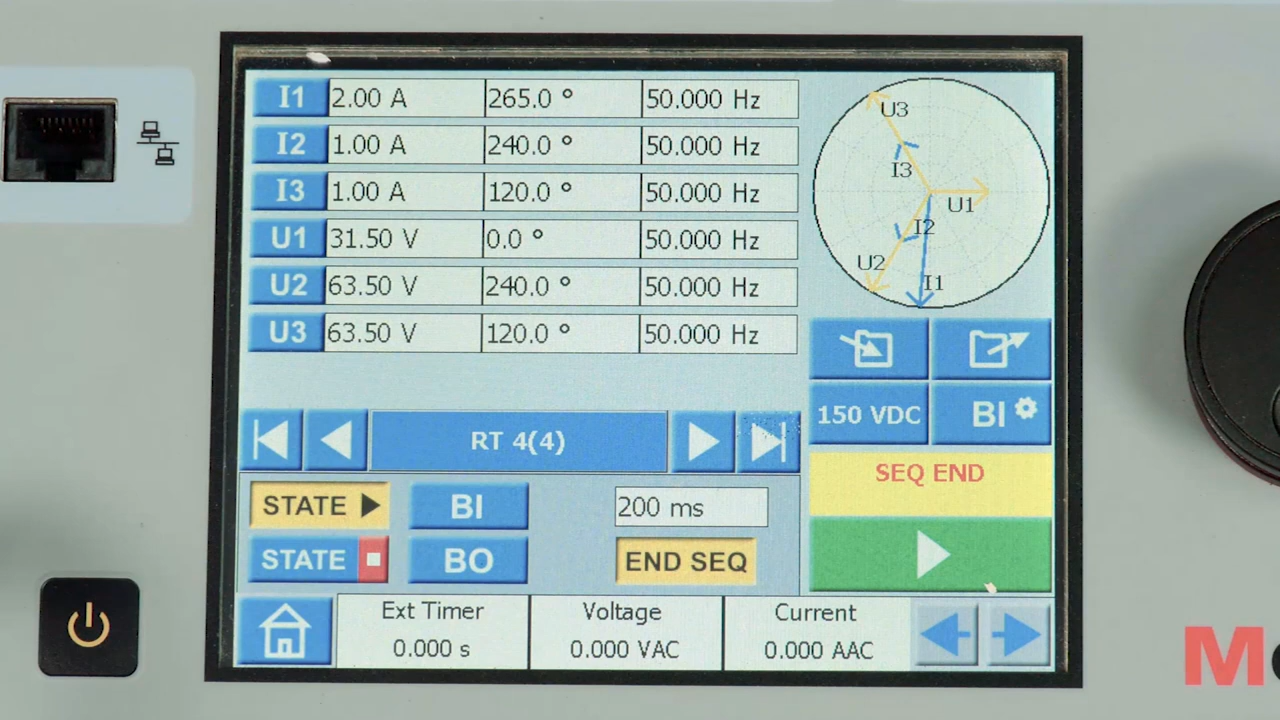 I1 2.00 A 265.0 ° 50.000 Hz
I2 1.00 A 240.0 ° 50.000 Hz
I3 1.00 A 120.0 ° 50.000 Hz
U1 31.50 V 0.0 ° 50.000 Hz
U2 63.50 V 240.0 ° 50.000 Hz
U3 63.50 V 120.0 ° 50.000 Hz
U3
I3
U1
I2
U2
I1
150 VDC BI
RT 4(4)
SEQ END
STATE BI 200 ms
STATE BO END SEQ
Ext Timer Voltage Current
0.000 s 0.000 VAC 0.000 AAC